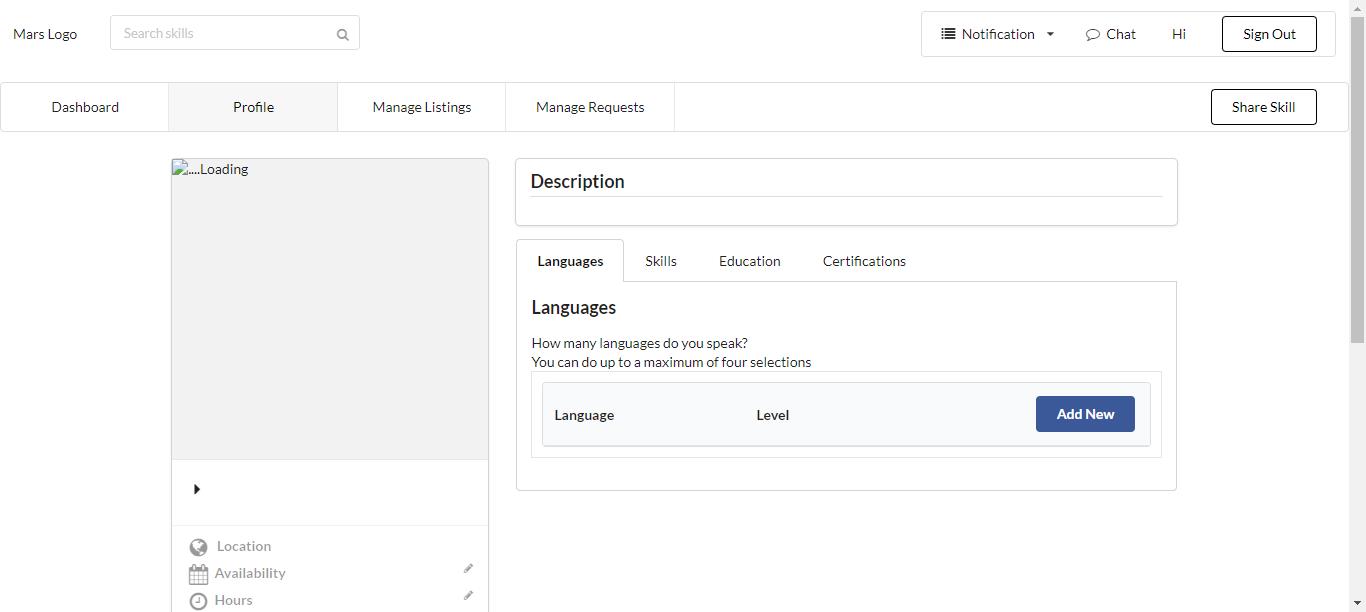 Mars Logo
Search skills
Notification
Chat
Hi
Sign Out
Dashboard
Profile
Manage Listings
Manage Requests
Share Skill
....Loading
Location
Availability
Hours
Description
Languages
Skills
Education
Certifications
Languages
How many languages do you speak?
You can do up to a maximum of four selections
Language
Level
Add New